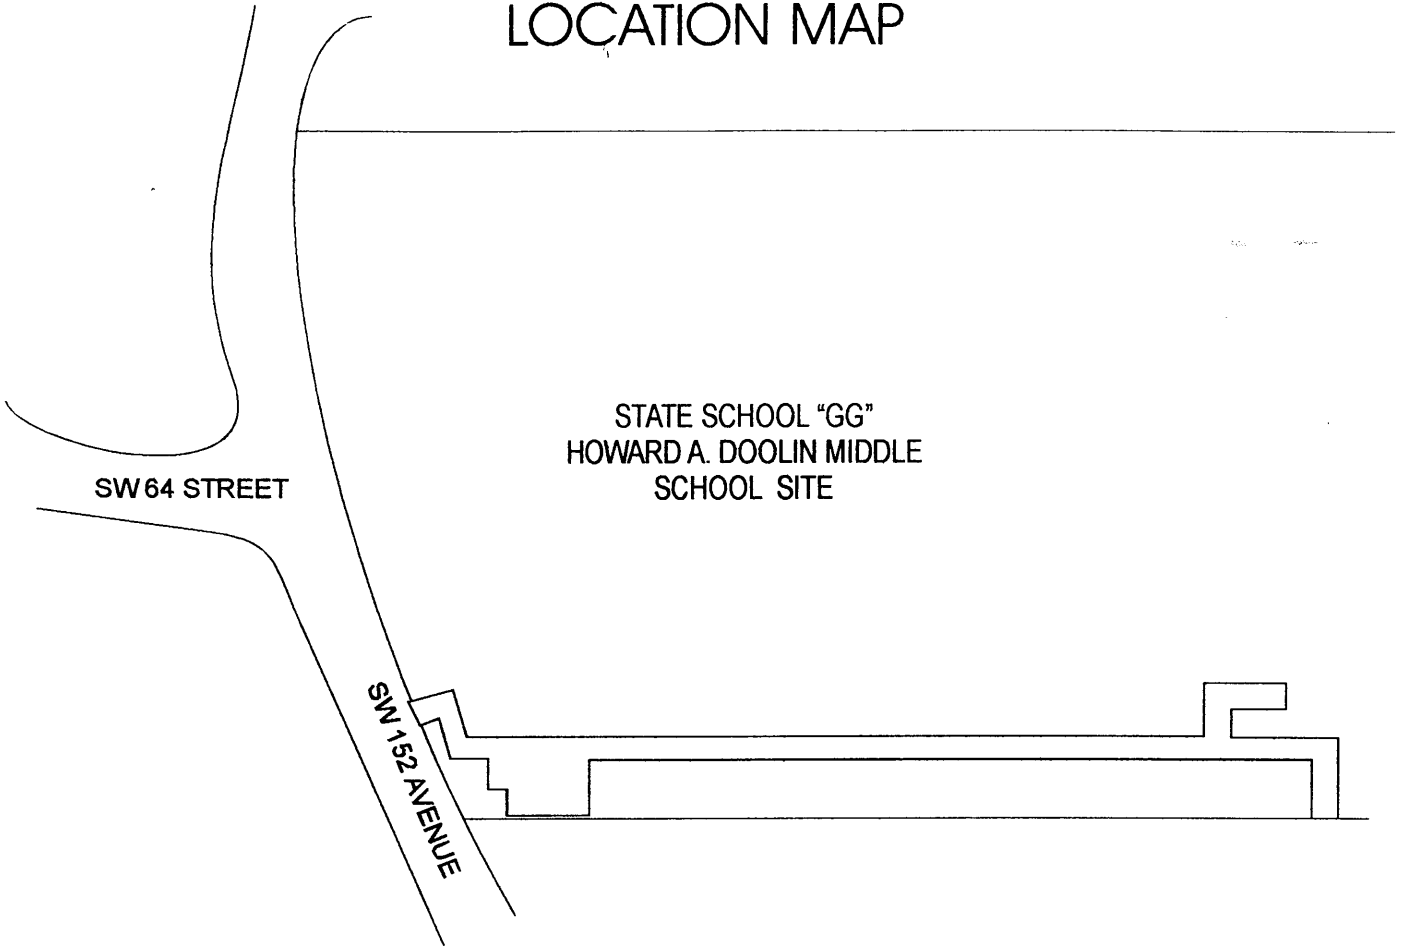 LOCATION MAP
STATE SCHOOL “GG”
HOWARD A. DOOLIN MIDDLE
SCHOOL SITE
SW 64 STREET
SW 152 AVENUE